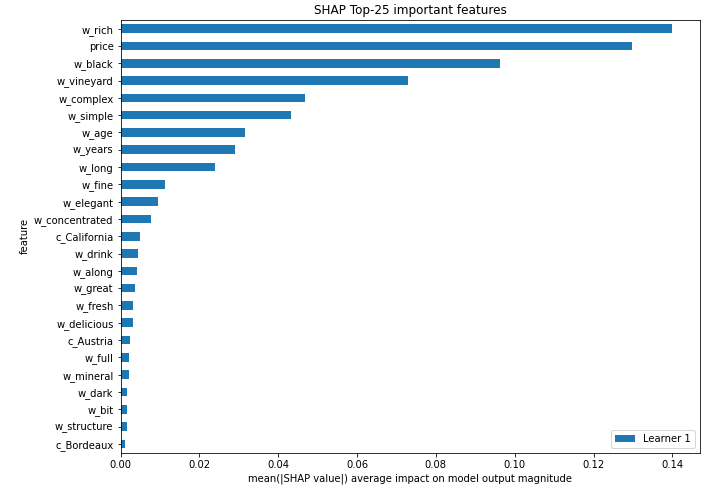 SHAP Top-25 important features
w_rich
price
w_black
w_vineyard
w_complex
w_simple
w_age
w_years
w_long
w_fine
w_elegant
w_concentrated
c_California
w_drink
w_along
w_great
w_fresh
w_delicious
c_Austria
w_full
w_mineral
w_dark
w_bit
w_structure
c_Bordeaux
feature
Learner 1
0.00 0.02 0.04 0.06 0.08 0.10 0.12 0.14
mean(|SHAP value|) average impact on model output magnitude